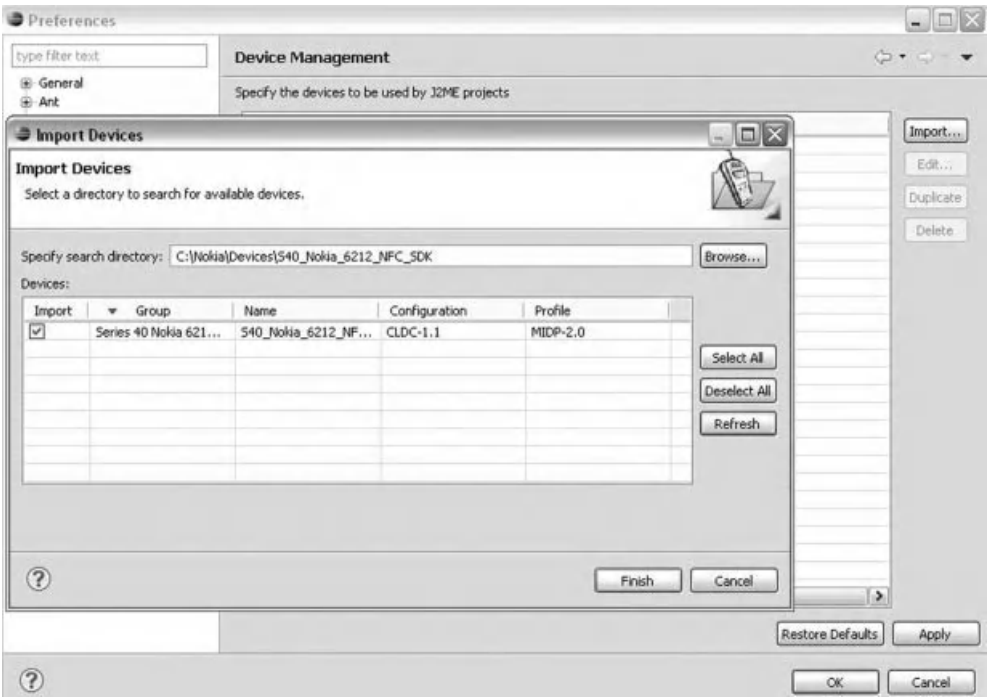 Preferences
type filter text
Device Management
General
Ant
Specify the devices to be used by J2ME projects
Import...
Edit...
Duplicate
Delete
Import Devices
Import Devices
Select a directory to search for available devices.
Specify search directory: C:\Nokia\Devices\S40_Nokia_6212_NFC_SDK Browse...
Devices:
Import Group Name Configuration Profile
Series 40 Nokia 621... S40_Nokia_6212_NF... CLDC-1.1 MIDP-2.0
Select All
Deselect All
Refresh
? Finish Cancel
Restore Defaults Apply
? OK Cancel